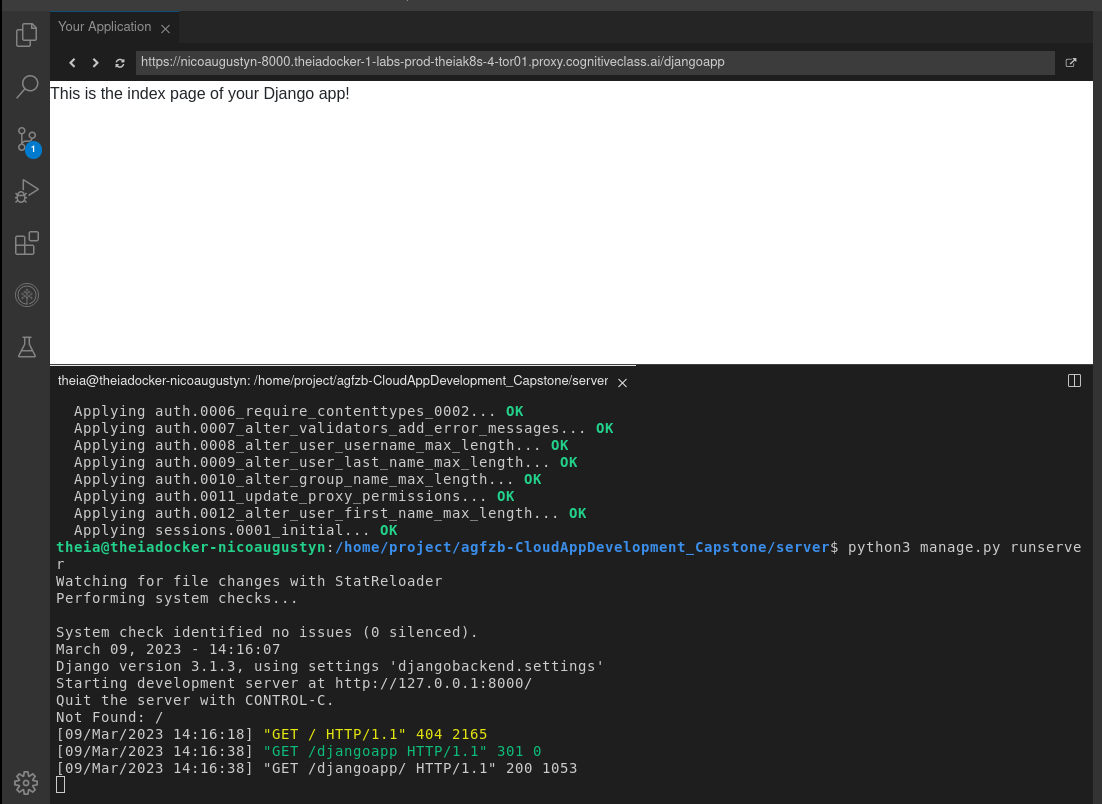 Your Application
https://nicoaugustyn-8000.theiadocker-1-labs-prod-theiak8s-4-tor01.proxy.cognitiveclass.ai/djangoapp
This is the index page of your Django app!
1
theia@theiadocker-nicoaugustyn: /home/project/agfzb-CloudAppDevelopment_Capstone/server
Applying auth.0006_require_contenttypes_0002... OK
Applying auth.0007_alter_validators_add_error_messages... OK
Applying auth.0008_alter_user_username_max_length... OK
Applying auth.0009_alter_user_last_name_max_length... OK
Applying auth.0010_alter_group_name_max_length... OK
Applying auth.0011_update_proxy_permissions... OK
Applying auth.0012_alter_user_first_name_max_length... OK
Applying sessions.0001_initial... OK
theia@theiadocker-nicoaugustyn:/home/project/agfzb-CloudAppDevelopment_Capstone/server$ python3 manage.py runserve
r
Watching for file changes with StatReloader
Performing system checks...
System check identified no issues (0 silenced).
March 09, 2023 - 14:16:07
Django version 3.1.3, using settings 'djangobackend.settings'
Starting development server at http://127.0.0.1:8000/
Quit the server with CONTROL-C.
Not Found: /
[09/Mar/2023 14:16:18] "GET / HTTP/1.1" 404 2165
[09/Mar/2023 14:16:38] "GET /djangoapp HTTP/1.1" 301 0
[09/Mar/2023 14:16:38] "GET /djangoapp/ HTTP/1.1" 200 1053